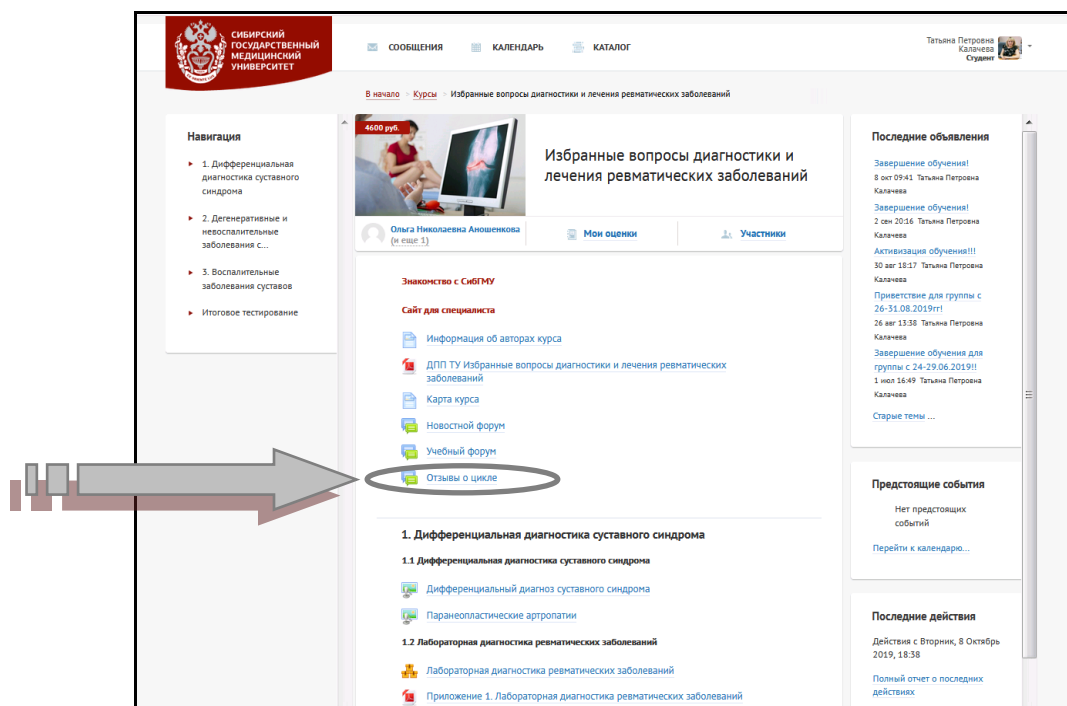 СИБИРСКИЙ
ГОСУДАРСТВЕННЫЙ
МЕДИЦИНСКИЙ
УНИВЕРСИТЕТ
СООБЩЕНИЯ
КАЛЕНДАРЬ
КАТАЛОГ
Татьяна Петровна
Калачева
Студент
В начало > Курсы > Избранные вопросы диагностики и лечения ревматических заболеваний
Навигация
1. Дифференциальная
диагностика суставного
синдрома
2. Дегенеративные и
невоспалительные
заболевания с...
3. Воспалительные
заболевания суставов
Итоговое тестирование
4600 руб.
Избранные вопросы диагностики и
лечения ревматических заболеваний
Ольга Николаевна Аношенкова
(и еще 1)
Мои оценки
Участники
Знакомство с СибГМУ
Сайт для специалиста
Информация об авторах курса
ДПП ТУ Избранные вопросы диагностики и лечения ревматических
заболеваний
Карта курса
Новостной форум
Учебный форум
Отзывы о цикле
1. Дифференциальная диагностика суставного синдрома
1.1 Дифференциальная диагностика суставного синдрома
Дифференциальный диагноз суставного синдрома
Паранеопластические артропатии
1.2 Лабораторная диагностика ревматических заболеваний
Лабораторная диагностика ревматических заболеваний
Приложение 1. Лабораторная диагностика ревматических заболеваний
Последние объявления
Завершение обучения!
8 окт 09:41 Татьяна Петровна
Калачева
Завершение обучения!
2 сен 20:16 Татьяна Петровна
Калачева
Активизация обучения!!!
30 авг 18:17 Татьяна Петровна
Калачева
Приветствие для группы с
26-31.08.2019гг!
26 авг 13:38 Татьяна Петровна
Калачева
Завершение обучения для
группы с 24-29.06.2019!!
1 июл 16:49 Татьяна Петровна
Калачева
Старые темы ...
Предстоящие события
Нет предстоящих
событий
Перейти к календарю...
Последние действия
Действия с Вторник, 8 Октябрь
2019, 18:38
Полный отчет о последних
действиях